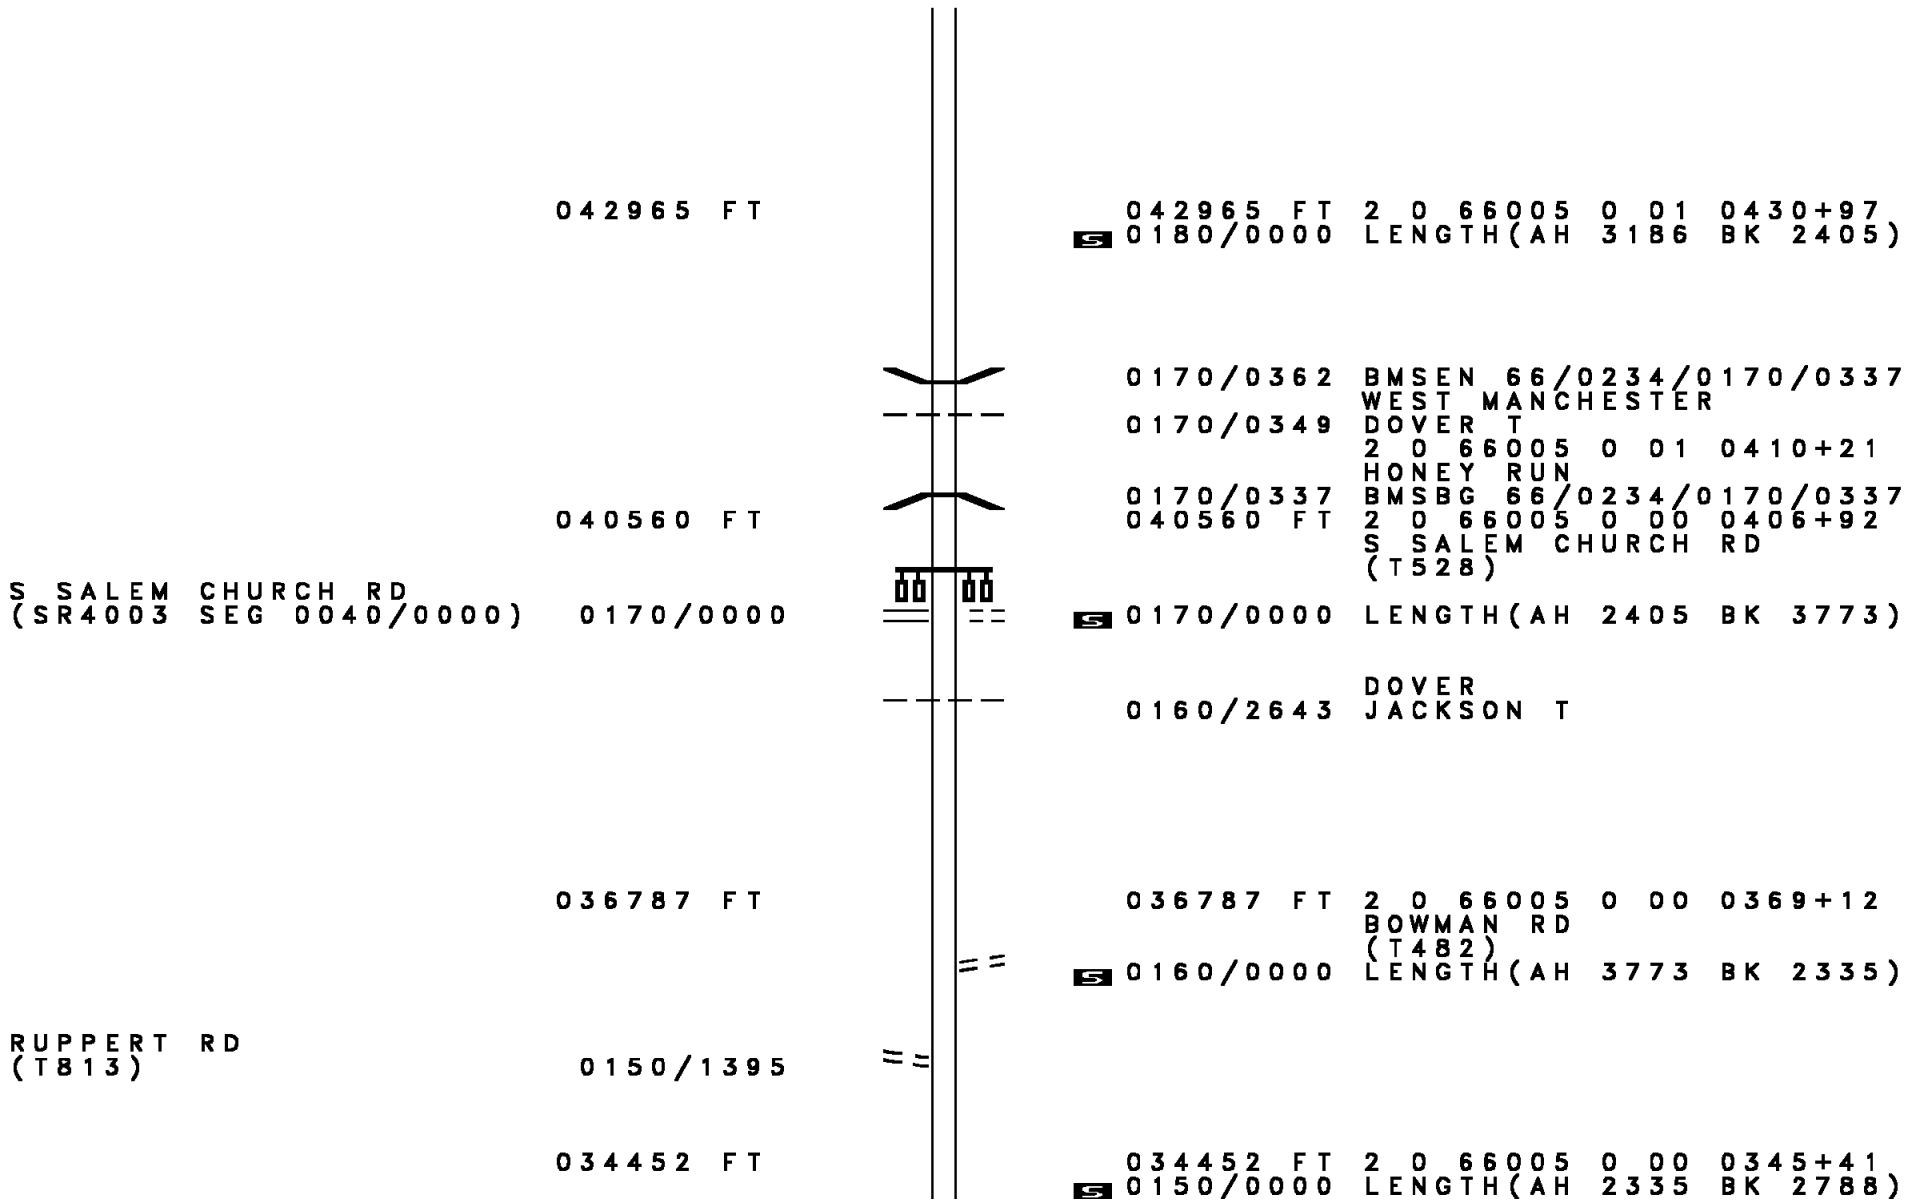 042965 FT 042965 FT 2 0 66005 0 01 0430+97
S 0180/0000 LENGTH(AH 3186 BK 2405)
0170/0362 BMSEN 66/0234/0170/0337
WEST MANCHESTER
0170/0349 DOVER T
2 0 66005 0 01 0410+21
HONEY RUN
0170/0337 BMSBG 66/0234/0170/0337
040560 FT 040560 FT 2 0 66005 0 00 0406+92
S SALEM CHURCH RD
(T528)
S SALEM CHURCH RD
(SR4003 SEG 0040/0000) 0170/0000 S 0170/0000 LENGTH(AH 2405 BK 3773)
DOVER
0160/2643 JACKSON T
036787 FT 036787 FT 2 0 66005 0 00 0369+12
BOWMAN RD
(T482)
S 0160/0000 LENGTH(AH 3773 BK 2335)
RUPPERT RD
(T813) 0150/1395
034452 FT 034452 FT 2 0 66005 0 00 0345+41
S 0150/0000 LENGTH(AH 2335 BK 2788)